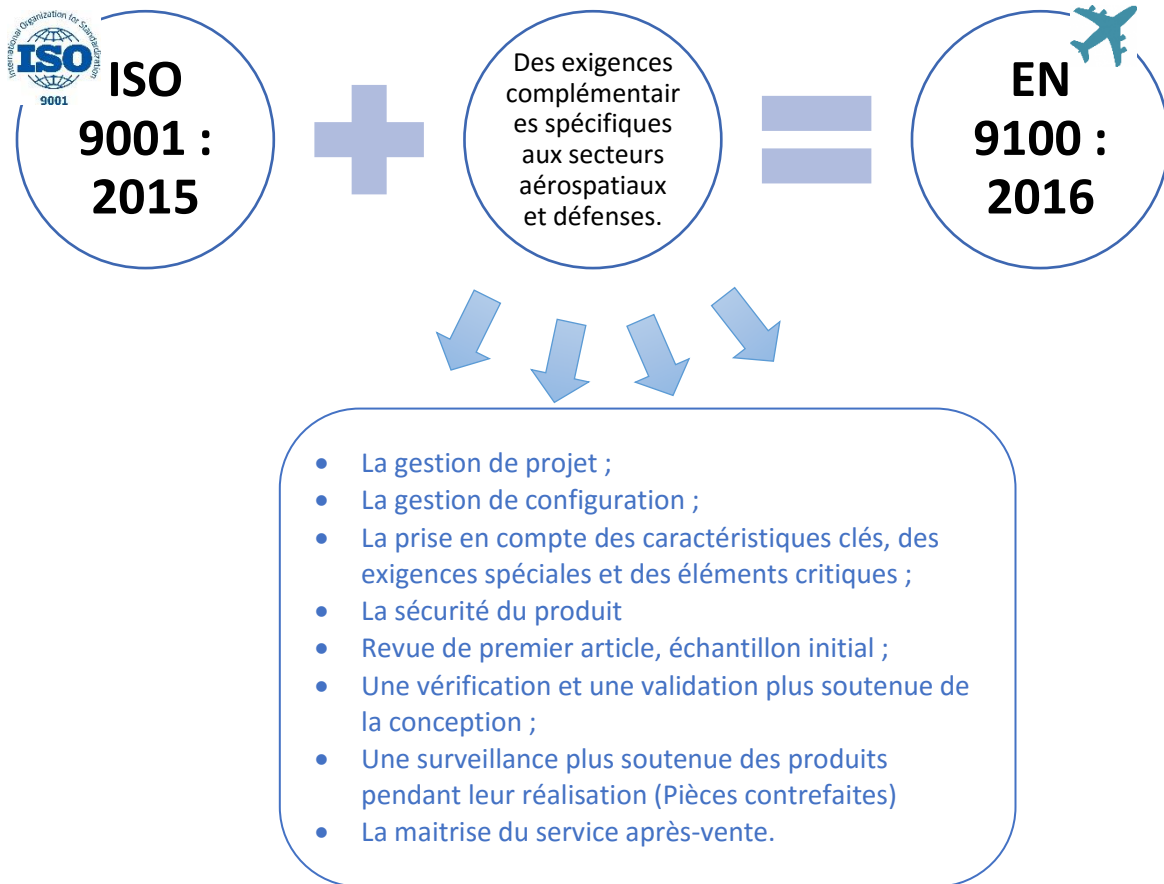 International Organization for Standardization
ISO
9001
ISO
9001 :
2015
Des exigences
complémentair
es spécifiques
aux secteurs
aérospatiaux
et défenses.
EN
9100 :
2016
• La gestion de projet ;
• La gestion de configuration ;
• La prise en compte des caractéristiques clés, des
exigences spéciales et des éléments critiques ;
• La sécurité du produit
• Revue de premier article, échantillon initial ;
• Une vérification et une validation plus soutenue de
la conception ;
• Une surveillance plus soutenue des produits
pendant leur réalisation (Pièces contrefaites)
• La maitrise du service après-vente.